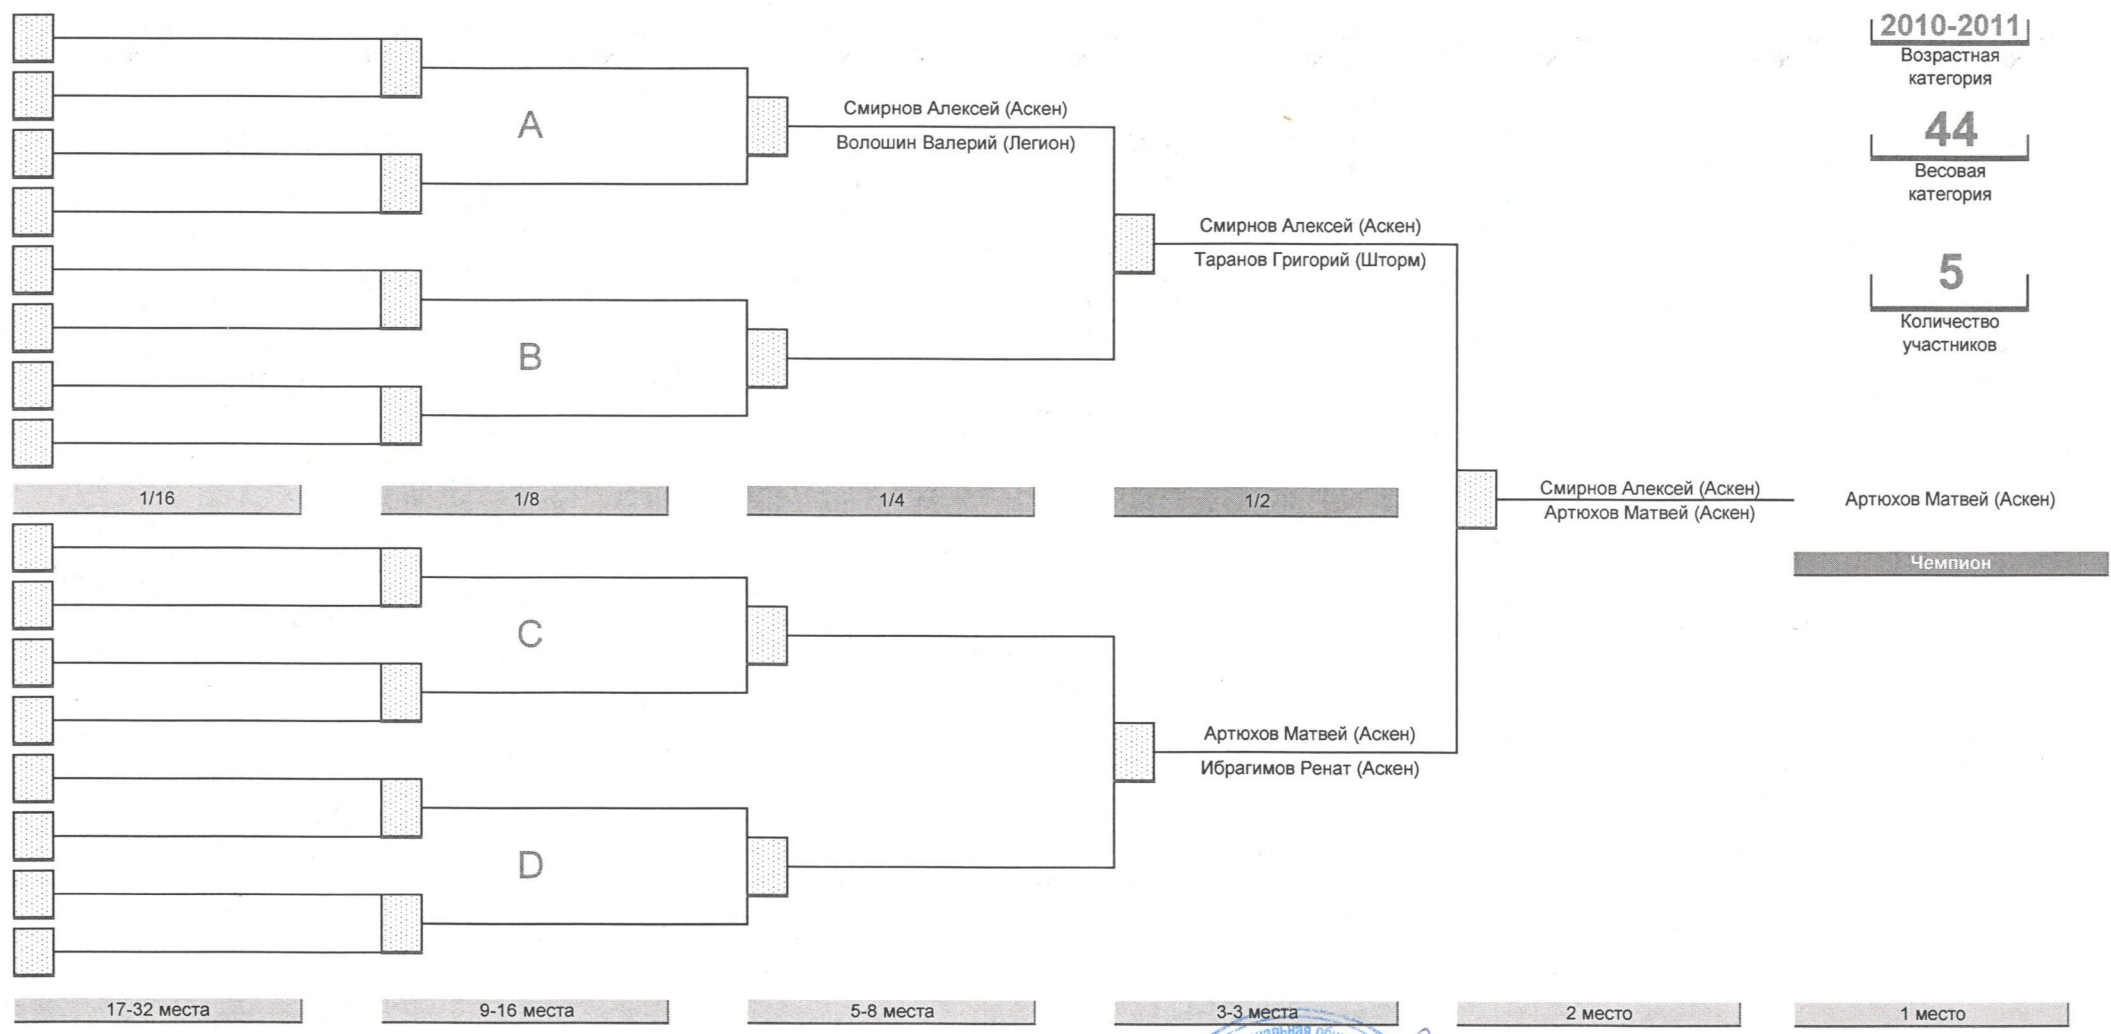 2010-2011
Возрастная
категория
44
Весовая
категория
5
Количество
участников
A
Смирнов Алексей (Аскен)
Волошин Валерий (Легион)
Смирнов Алексей (Аскен)
Таранов Григорий (Шторм)
B
1/16
1/8
1/4
1/2
Смирнов Алексей (Аскен)
Артюхов Матвей (Аскен)
Артюхов Матвей (Аскен)
Чемпион
C
Артюхов Матвей (Аскен)
Ибрагимов Ренат (Аскен)
D
17-32 места
9-16 места
5-8 места
3-3 места
2 место
1 место